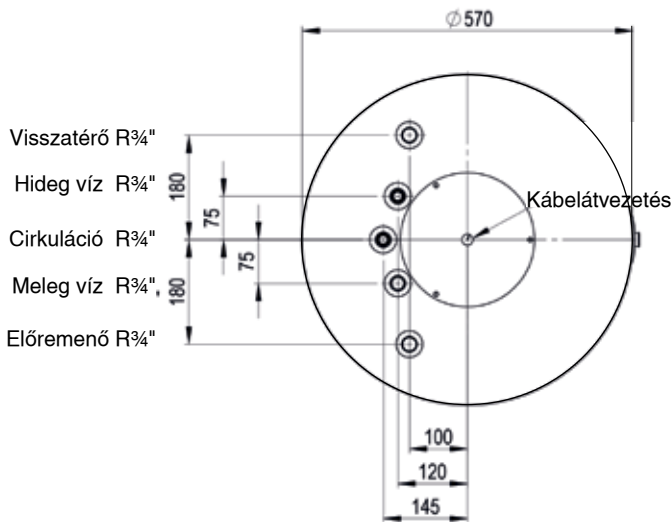 Ø570
Visszatérő R¾"
Hideg víz R¾"
Kábelátvezetés
Cirkuláció R¾"
Meleg víz R¾"
Előremenő R¾"
180
75
75
180
100
120
145